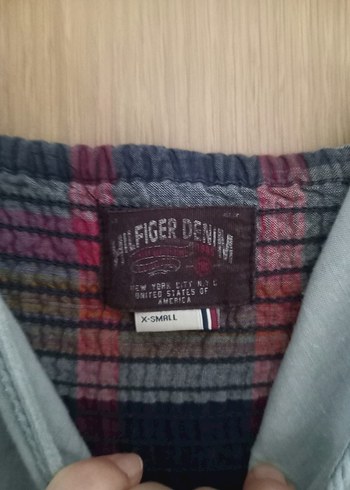 HILFIGER DENIM
NEW YORK CITY N.Y.C
UNITED STATES OF
AMERICA
X-SMALL